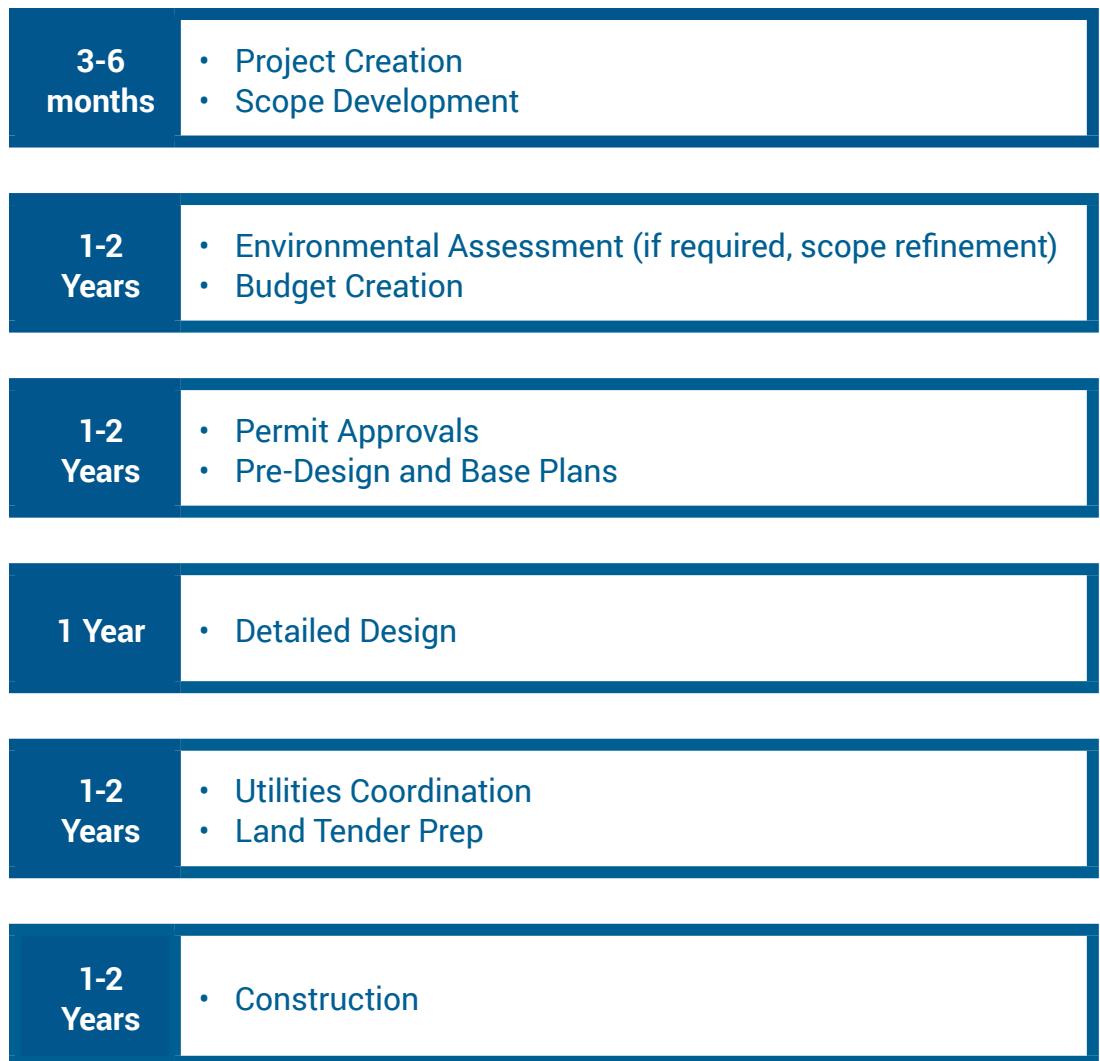 3-6
months
• Project Creation
• Scope Development
1-2
Years
• Environmental Assessment (if required, scope refinement)
• Budget Creation
1-2
Years
• Permit Approvals
• Pre-Design and Base Plans
1 Year
• Detailed Design
1-2
Years
• Utilities Coordination
• Land Tender Prep
1-2
Years
• Construction